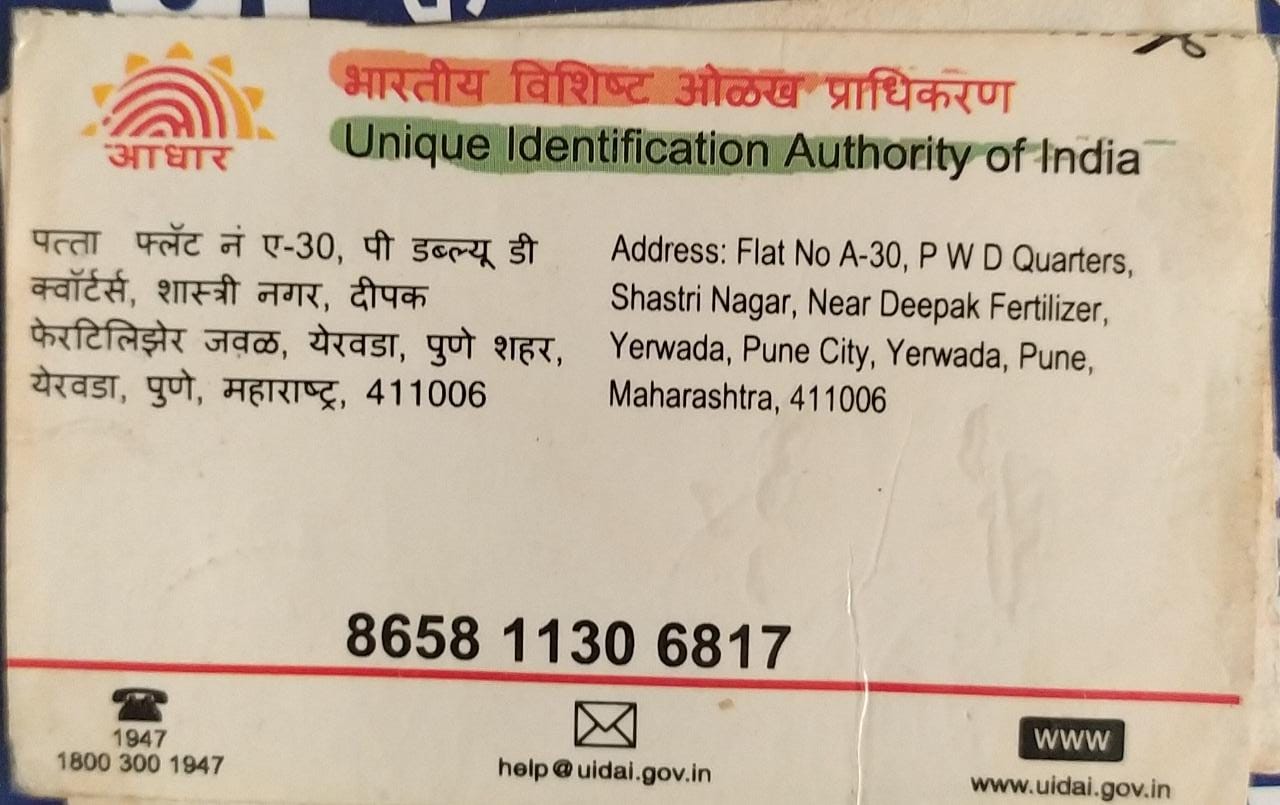 आधार
भारतीय विशिष्ट ओळख प्राधिकरण
Unique Identification Authority of India
पत्ता फ्लॅट नं ए-30, पी डब्ल्यू डी
क्वॉर्टर्स, शास्त्री नगर, दीपक
फेरटिलिझेर जवळ, येरवडा, पुणे शहर,
येरवडा, पुणे, महाराष्ट्र, 411006
Address: Flat No A-30, P W D Quarters,
Shastri Nagar, Near Deepak Fertilizer,
Yerwada, Pune City, Yerwada, Pune,
Maharashtra, 411006
8658 1130 6817
1947
1800 300 1947
help@uidai.gov.in
www
www.uidai.gov.in